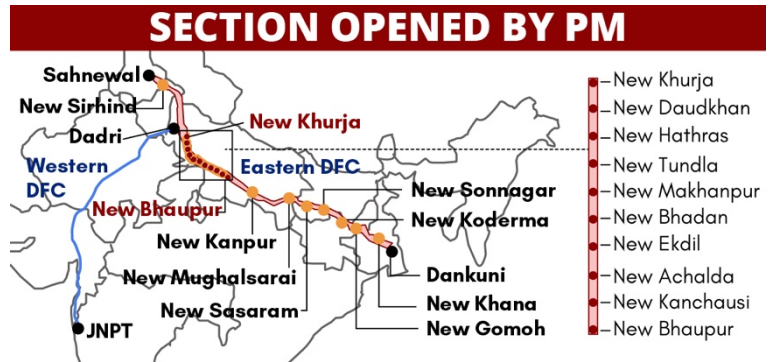 SECTION OPENED BY PM
Sahnewal
New Sirhind
Dadri
New Khurja
Western
DFC
Eastern DFC
New Bhaupur
New Sonnagar
New Kanpur
New Koderma
New Mughalsarai
Dankuni
New Sasaram
New Khana
JNPT
New Gomoh
New Khurja
New Daudkhan
New Hathras
New Tundla
New Makhanpur
New Bhadan
New Ekdil
New Achalda
New Kanchausi
New Bhaupur